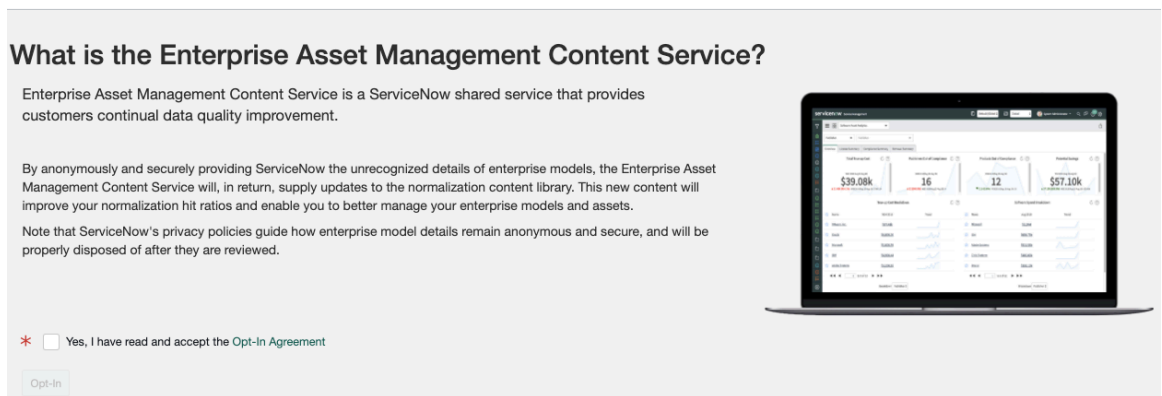 What is the Enterprise Asset Management Content Service?
Enterprise Asset Management Content Service is a ServiceNow shared service that provides
customers continual data quality improvement.
By anonymously and securely providing ServiceNow the unrecognized details of enterprise models, the Enterprise Asset
Management Content Service will, in return, supply updates to the normalization content library. This new content will
improve your normalization hit ratios and enable you to better manage your enterprise models and assets.
Note that ServiceNow's privacy policies guide how enterprise model details remain anonymous and secure, and will be
properly disposed of after they are reviewed.
* Yes, I have read and accept the Opt-In Agreement
Opt-In
servicenow
$39.08k
16
12
$57.10k